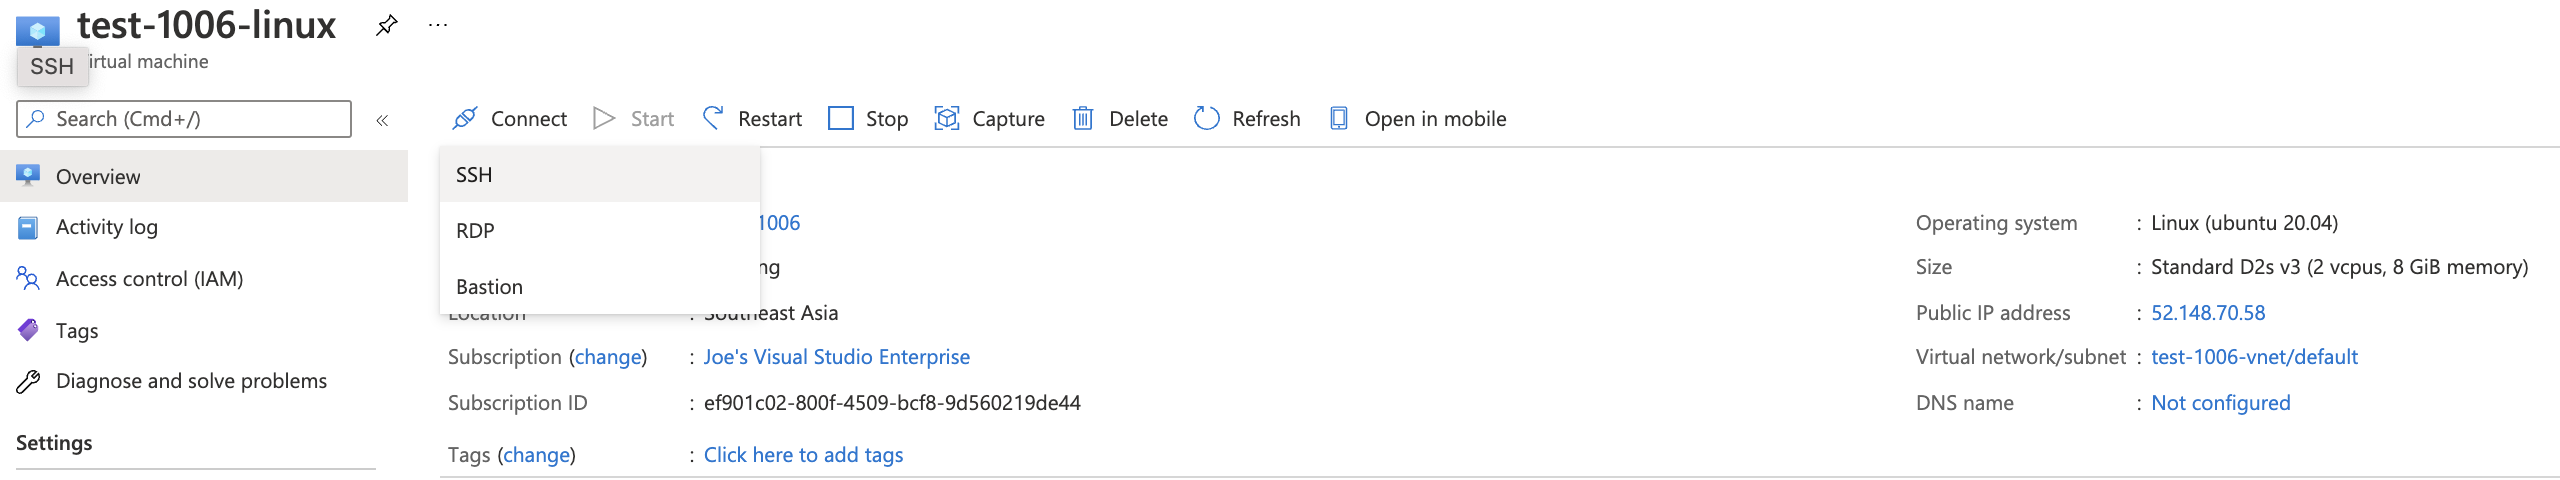 test-1006-linux ...
SSH
irtual machine
Search (Cmd+/)
«
Connect
Start
Restart
Stop
Capture
Delete
Refresh
Open in mobile
Overview
Activity log
Access control (IAM)
Tags
Diagnose and solve problems
Settings
SSH
RDP
Bastion
1006
ng
Location : Southeast Asia
Subscription (change) : Joe's Visual Studio Enterprise
Subscription ID : ef901c02-800f-4509-bcf8-9d560219de44
Tags (change) : Click here to add tags
Operating system : Linux (ubuntu 20.04)
Size : Standard D2s v3 (2 vcpus, 8 GiB memory)
Public IP address : 52.148.70.58
Virtual network/subnet : test-1006-vnet/default
DNS name : Not configured